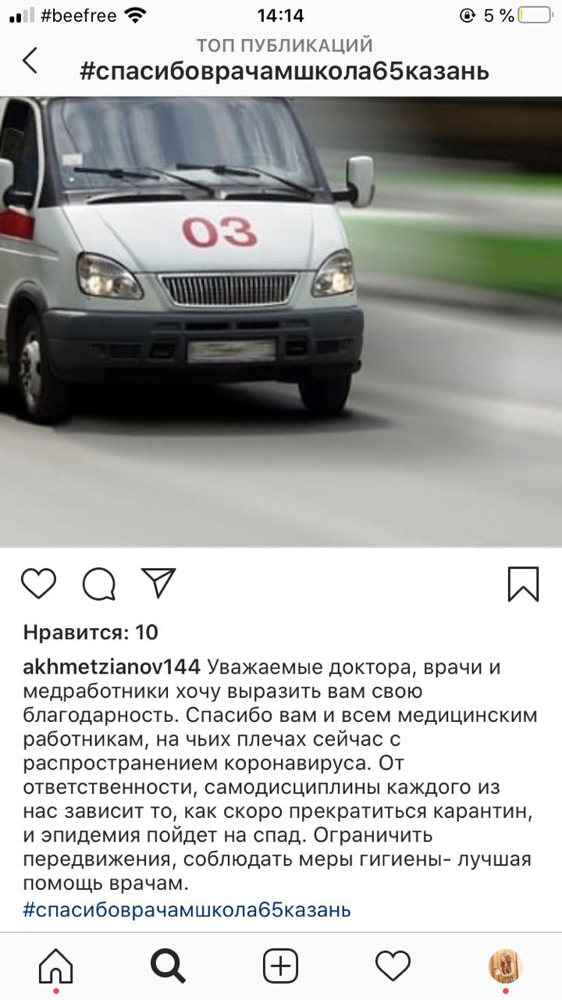 #beefree 14:14 5 %
ТОП ПУБЛИКАЦИЙ
#спасибоврачамшкола65казань
03
Нравится: 10
akhmetzianov144 Уважаемые доктора, врачи и
медработники хочу выразить вам свою
благодарность. Спасибо вам и всем медицинским
работникам, на чьих плечах сейчас с
распространением коронавируса. От
ответственности, самодисциплины каждого из
нас зависит то, как скоро прекратиться карантин,
и эпидемия пойдет на спад. Ограничить
передвижения, соблюдать меры гигиены- лучшая
помощь врачам.
#спасибоврачамшкола65казань